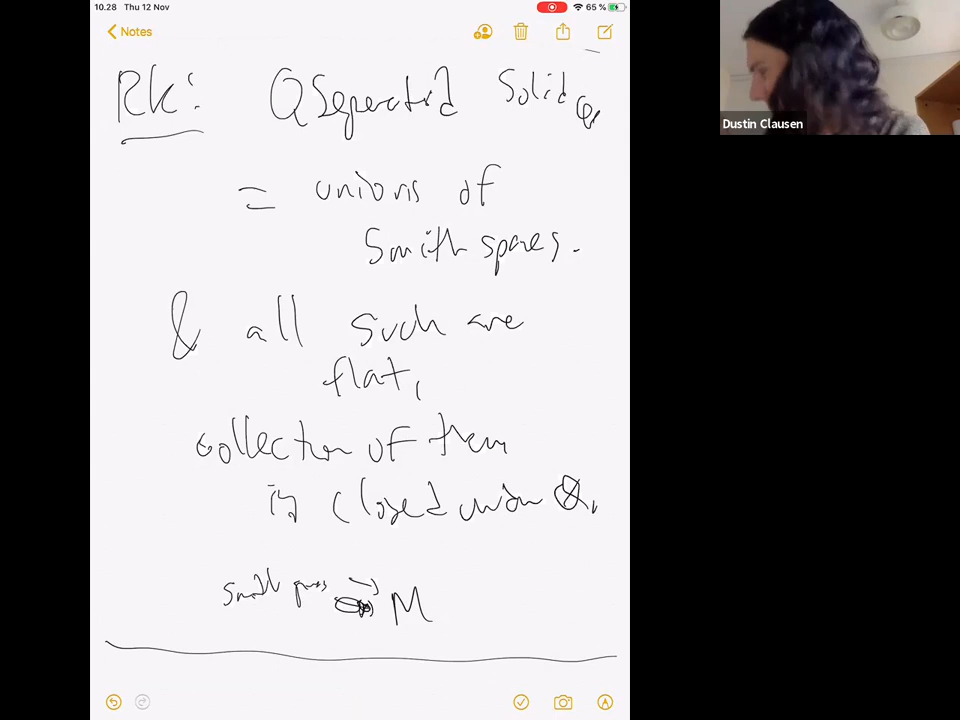 10.28 Thu 12 Nov
65 %
Notes
Dustin Clausen
Rk: QSeparated Solid
= unions of
Smith spaces.
& all such are
flat,
collection of them
is closed under ⊗.
M